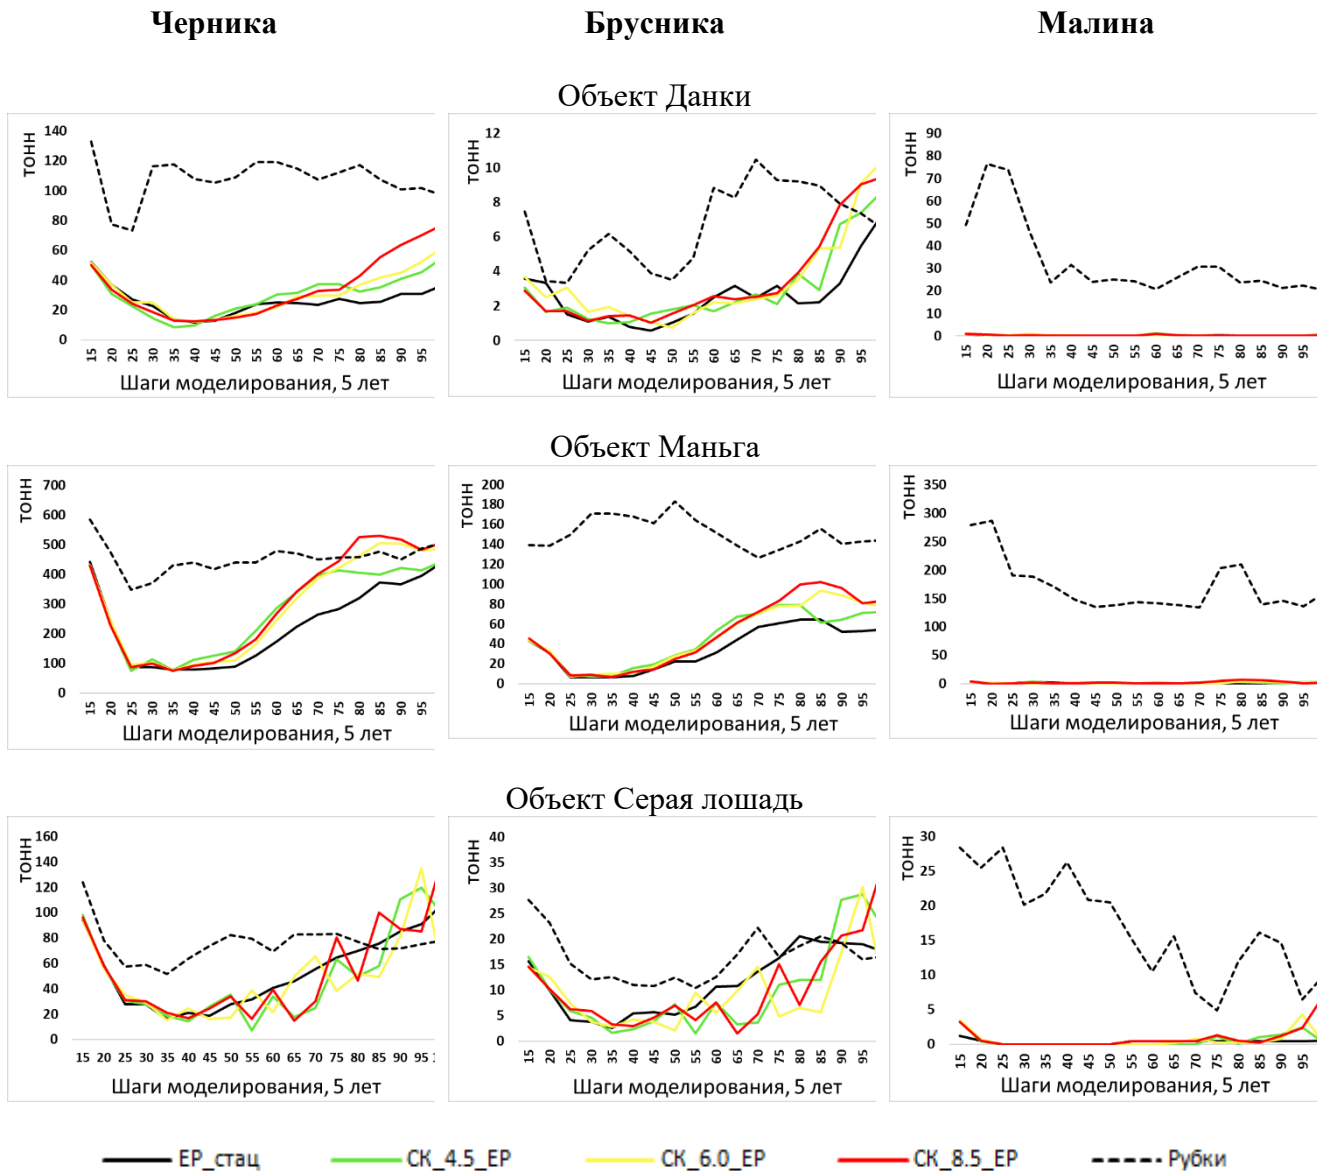 Черника Брусника Малина
Объект Данки
ТОНН ТОНН ТОНН
140 120 100 80 60 40 20 0
15 20 25 30 35 40 45 50 55 60 65 70 75 80 85 90 95
Шаги моделирования, 5 лет
12 10 8 6 4 2 0
15 20 25 30 35 40 45 50 55 60 65 70 75 80 85 90 95
Шаги моделирования, 5 лет
90 80 70 60 50 40 30 20 10 0
15 20 25 30 35 40 45 50 55 60 65 70 75 80 85 90 95
Шаги моделирования, 5 лет
Объект Маньга
ТОНН ТОНН ТОНН
700 600 500 400 300 200 100 0
15 20 25 30 35 40 45 50 55 60 65 70 75 80 85 90 95
Шаги моделирования, 5 лет
200 180 160 140 120 100 80 60 40 20 0
15 20 25 30 35 40 45 50 55 60 65 70 75 80 85 90 95
Шаги моделирования, 5 лет
350 300 250 200 150 100 50 0
15 20 25 30 35 40 45 50 55 60 65 70 75 80 85 90 95
Шаги моделирования, 5 лет
Объект Серая лошадь
ТОНН ТОНН ТОНН
160 140 120 100 80 60 40 20 0
15 20 25 30 35 40 45 50 55 60 65 70 75 80 85 90 95
Шаги моделирования, 5 лет
40 35 30 25 20 15 10 5 0
15 20 25 30 35 40 45 50 55 60 65 70 75 80 85 90 95
Шаги моделирования, 5 лет
30 25 20 15 10 5 0
15 20 25 30 35 40 45 50 55 60 65 70 75 80 85 90 95
Шаги моделирования, 5 лет
ЕР_стац СК_4.5_ЕР СК_6.0_ЕР СК_8.5_ЕР Рубки